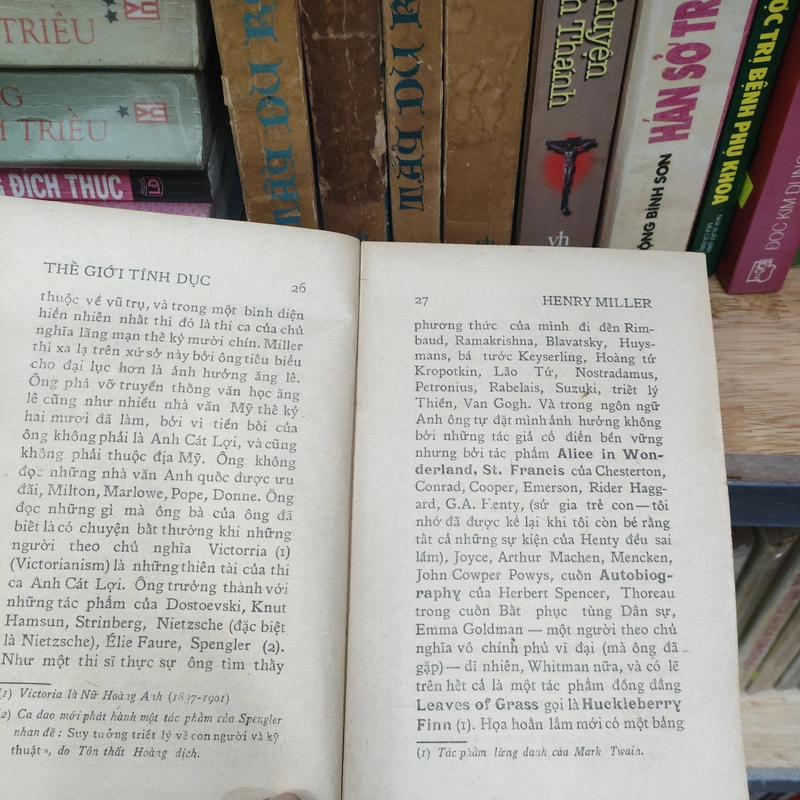 TRIỀU
TRIỀU
ĐÍCH THỰC
TÂY DU
TÂY DU
Thánh
vh
HÁN SỞ TR
ỘNG BÌNH SƠN
vh
ỘC TRỊ BỆNH PHỤ KHOA
ĐỌC KIM DUNG
THẾ GIỚI TÍNH DỤC
26
thuộc về vũ trụ, và trong một bình diện
hiển nhiên nhất thì đó là thi ca của chủ
nghĩa lãng mạn thế kỷ mười chín. Miller
thi xa lạ trên xứ sở này bởi ông tiêu biểu
cho đại lục hơn là ảnh hưởng ăng lê.
Ông phá vỡ truyền thống văn học ăng
lê cũng như nhiều nhà văn Mỹ thế kỷ
hai mươi đã làm, bởi vì tiền bối của
ông không phải là Anh Cát Lợi, và cũng
không phải thuộc địa Mỹ. Ông không
đọc những nhà văn Anh quốc được ưu
đãi, Milton, Marlowe, Pope, Donne. Ông
đọc những gì mà ông bà của ông đã
biết là có chuyện bất thường khi những
người theo chủ nghĩa Victorria (1)
(Victorianism) là những thiên tài của thi
ca Anh Cát Lợi. Ông trưởng thành với
những tác phẩm của Dostoevski, Knut
Hamsun, Strinberg, Nietzsche (đặc biệt
là Nietzsche), Élie Faure, Spengler (2).
Như một thi sĩ thực sự ông tìm thấy
(1) Victoria là Nữ Hoàng Anh (1837-1901)
2) Ca dao mới phát hành một tác phẩm của Spengler
nhan đề : Suy tưởng triết lý về con người và kỹ
thuật», do Tôn thất Hoàng dịch.
27
HENRY MILLER
phương thức của mình đi đến Rim-
baud, Ramakrishna, Blavatsky, Huys-
mans, bá tước Keyserling, Hoàng tử
Kropotkin, Lão Tử, Nostradamus,
Petronius, Rabelais, Suzuki, triết lý
Thiền, Van Gogh. Và trong ngôn ngữ
Anh ông tự đặt mình ảnh hưởng không
bởi những tác giả cổ điển bền vững
nhưng bởi tác phẩm Alice in Won-
derland, St. Francis của Chesterton,
Conrad, Cooper, Emerson, Rider Hagg-
ard, G.A. Henty, (sử gia trẻ con — tôi
nhớ đã được kể lại khi tôi còn bé rằng
tất cả những sự kiện của Henty đều sai
lầm), Joyce, Arthur Machen, Mencken,
John Cowper Powys, cuốn Autobiog-
raphy của Herbert Spencer, Thoreau
trong cuốn Bất phục tùng Dân sự,
Emma Goldman — một người theo chủ
nghĩa vô chính phủ vĩ đại (mà ông đã
gặp)— dĩ nhiên, Whitman nữa, và có lẽ
trên hết cả là một tác phẩm đồng đẳng
Leaves of Grass gọi là Huckleberry
Finn (1). Họa hoằn lắm mới có một bảng
(1) Tác phẩm lừng danh của Mark Twain.